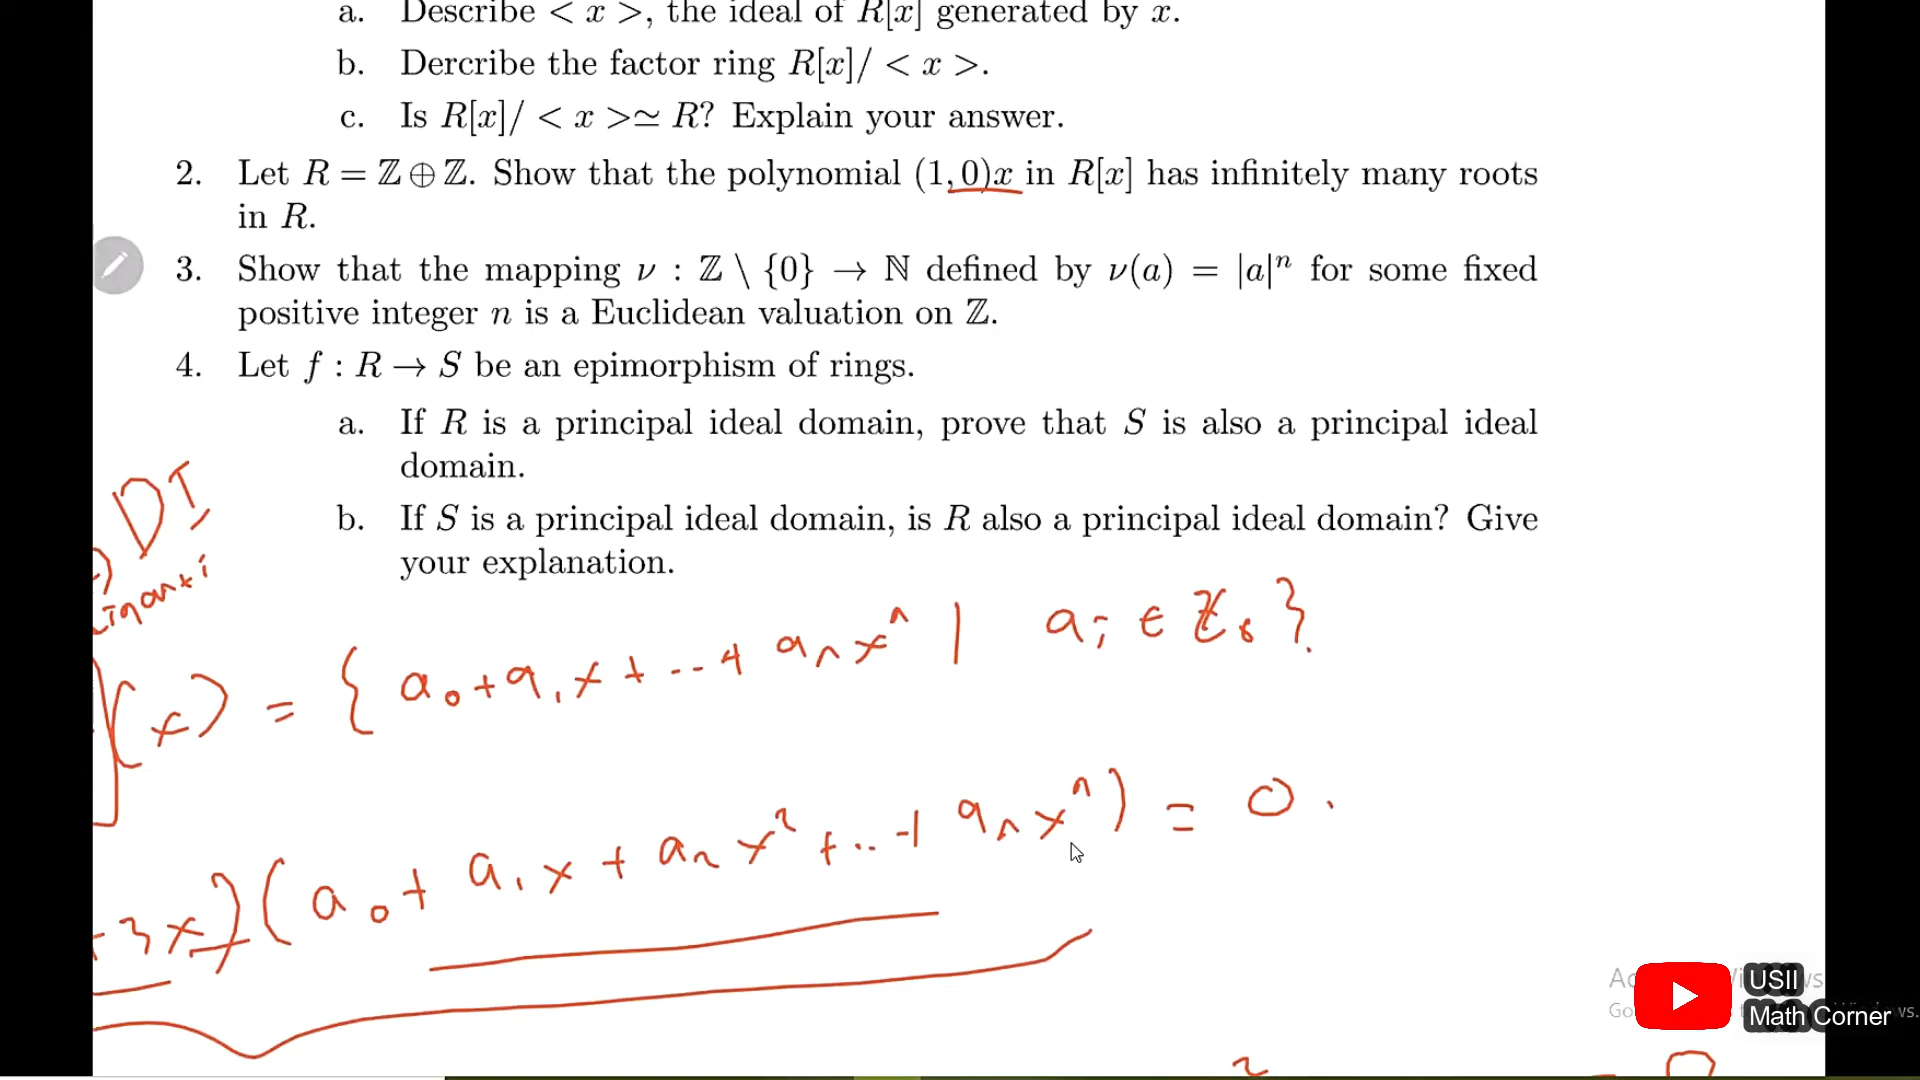 a. Describe < x >, the ideal of R[x] generated by x.
b. Dercribe the factor ring R[x]/ < x >.
c. Is R[x]/ < x >≃ R? Explain your answer.
2. Let R = ℤ ⊕ ℤ. Show that the polynomial (1,0)x in R[x] has infinitely many roots
in R.
3. Show that the mapping ν : ℤ \ {0} → ℕ defined by ν(a) = |a|ⁿ for some fixed
positive integer n is a Euclidean valuation on ℤ.
4. Let f : R → S be an epimorphism of rings.
a. If R is a principal ideal domain, prove that S is also a principal ideal
domain.
b. If S is a principal ideal domain, is R also a principal ideal domain? Give
your explanation.
DI
(x) = { a₀ + a₁x + ... + aₙxⁿ | aᵢ ∈ ℤ₆ }.
+ 3x)(a₀ + a₁x + a₂x² + ... + aₙxⁿ) = 0.
USII
Math Corner